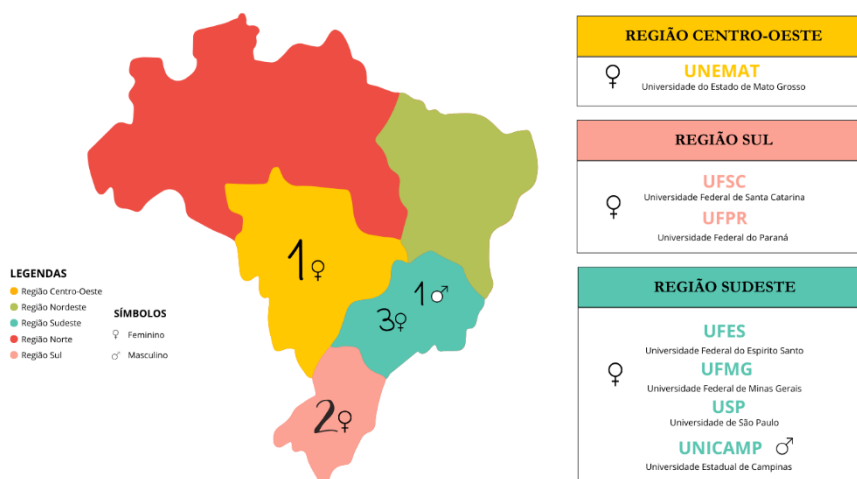 REGIÃO CENTRO-OESTE
♀ UNEMAT
Universidade do Estado de Mato Grosso
REGIÃO SUL
UFSC
Universidade Federal de Santa Catarina
♀
UFPR
Universidade Federal do Paraná
REGIÃO SUDESTE
UFES
Universidade Federal do Espirito Santo
♀ UFMG
Universidade Federal de Minas Gerais
USP
Universidade de São Paulo
UNICAMP ♂
Universidade Estadual de Campinas
1♀
1♂
3♀
2♀
LEGENDAS
Região Centro-Oeste
Região Nordeste
Região Sudeste
Região Norte
Região Sul
SÍMBOLOS
♀ Feminino
♂ Masculino